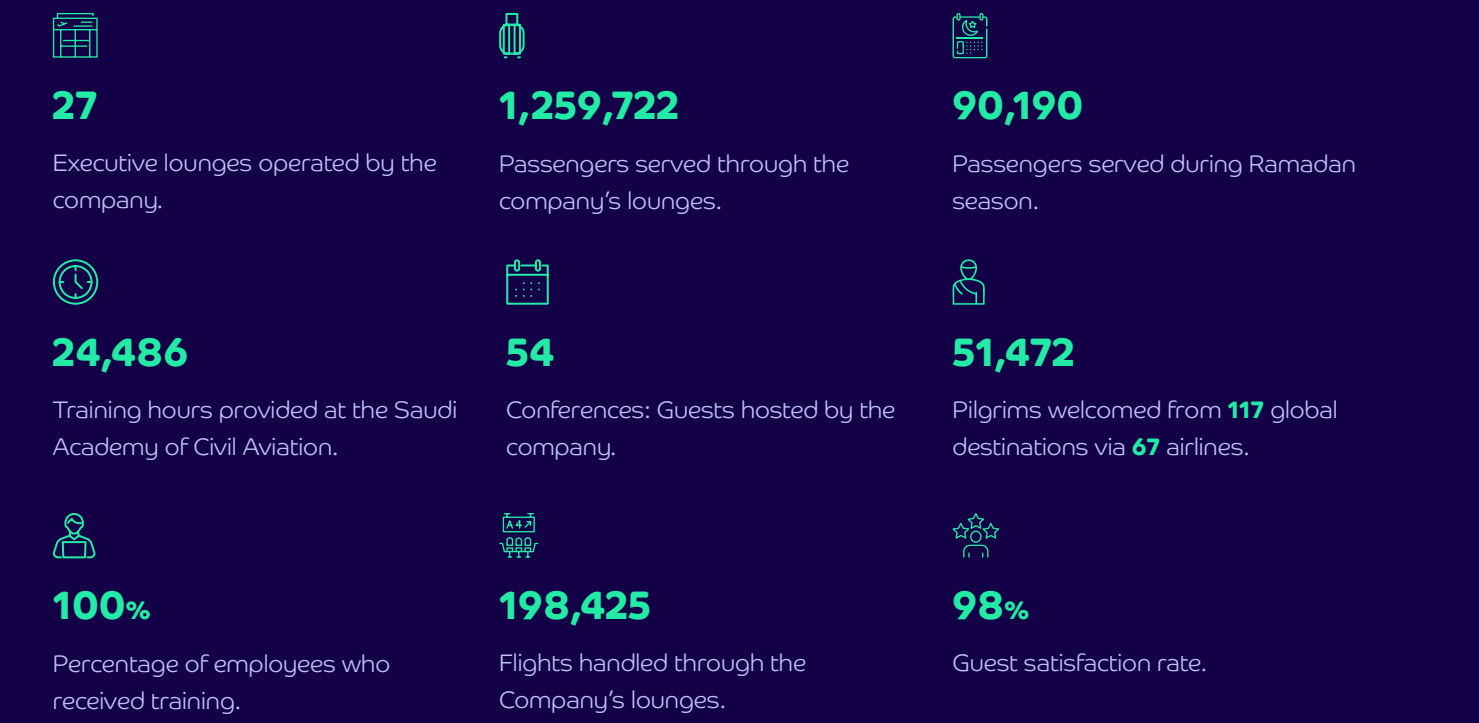 27
Executive lounges operated by the
company.
1,259,722
Passengers served through the
company's lounges.
90,190
Passengers served during Ramadan
season.
24,486
Training hours provided at the Saudi
Academy of Civil Aviation.
54
Conferences: Guests hosted by the
company.
51,472
Pilgrims welcomed from 117 global
destinations via 67 airlines.
100%
Percentage of employees who
received training.
A4↗
198,425
Flights handled through the
Company's lounges.
98%
Guest satisfaction rate.